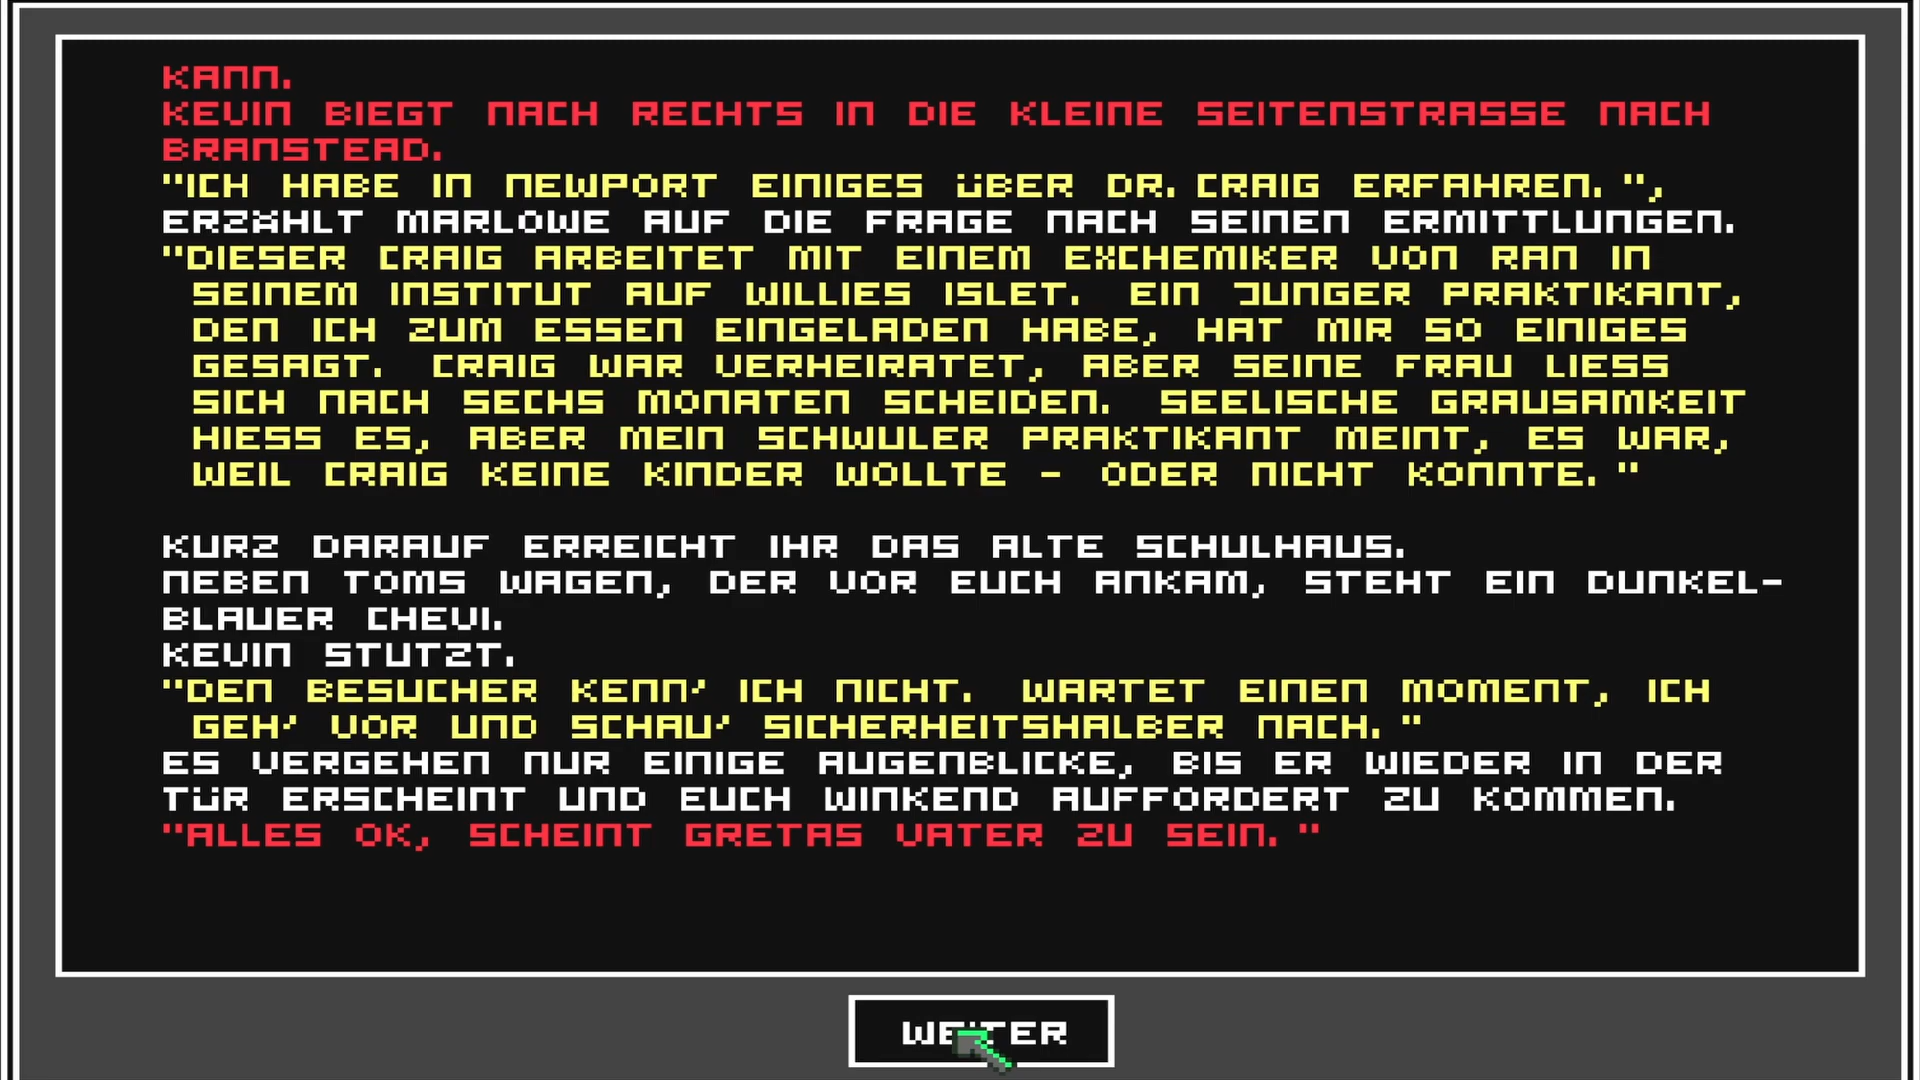 KANN.
KEVIN BIEGT NACH RECHTS IN DIE KLEINE SEITENSTRASSE NACH
BRANSTEAD.
"ICH HABE IN NEWPORT EINIGES ÜBER DR. CRAIG ERFAHREN.",
ERZÄHLT MARLOWE AUF DIE FRAGE NACH SEINEN ERMITTLUNGEN.
"DIESER CRAIG ARBEITET MIT EINEM EXCHEMIKER VON RAN IN
SEINEM INSTITUT AUF WILLIES ISLET. EIN JUNGER PRAKTIKANT,
DEN ICH ZUM ESSEN EINGELADEN HABE, HAT MIR SO EINIGES
GESAGT. CRAIG WAR VERHEIRATET, ABER SEINE FRAU LIESS
SICH NACH SECHS MONATEN SCHEIDEN. SEELISCHE GRAUSAMKEIT
HIESS ES, ABER MEIN SCHWULER PRAKTIKANT MEINT, ES WAR,
WEIL CRAIG KEINE KINDER WOLLTE - ODER NICHT KONNTE."
KURZ DARAUF ERREICHT IHR DAS ALTE SCHULHAUS.
NEBEN TOMS WAGEN, DER VOR EUCH ANKAM, STEHT EIN DUNKEL-
BLAUER CHEVI.
KEVIN STUTZT.
"DEN BESUCHER KENN' ICH NICHT. WARTET EINEN MOMENT, ICH
GEH' VOR UND SCHAU' SICHERHEITSHALBER NACH."
ES VERGEHEN NUR EINIGE AUGENBLICKE, BIS ER WIEDER IN DER
TÜR ERSCHEINT UND EUCH WINKEND AUFFORDERT ZU KOMMEN.
"ALLES OK, SCHEINT GRETAS VATER ZU SEIN."
WEITER